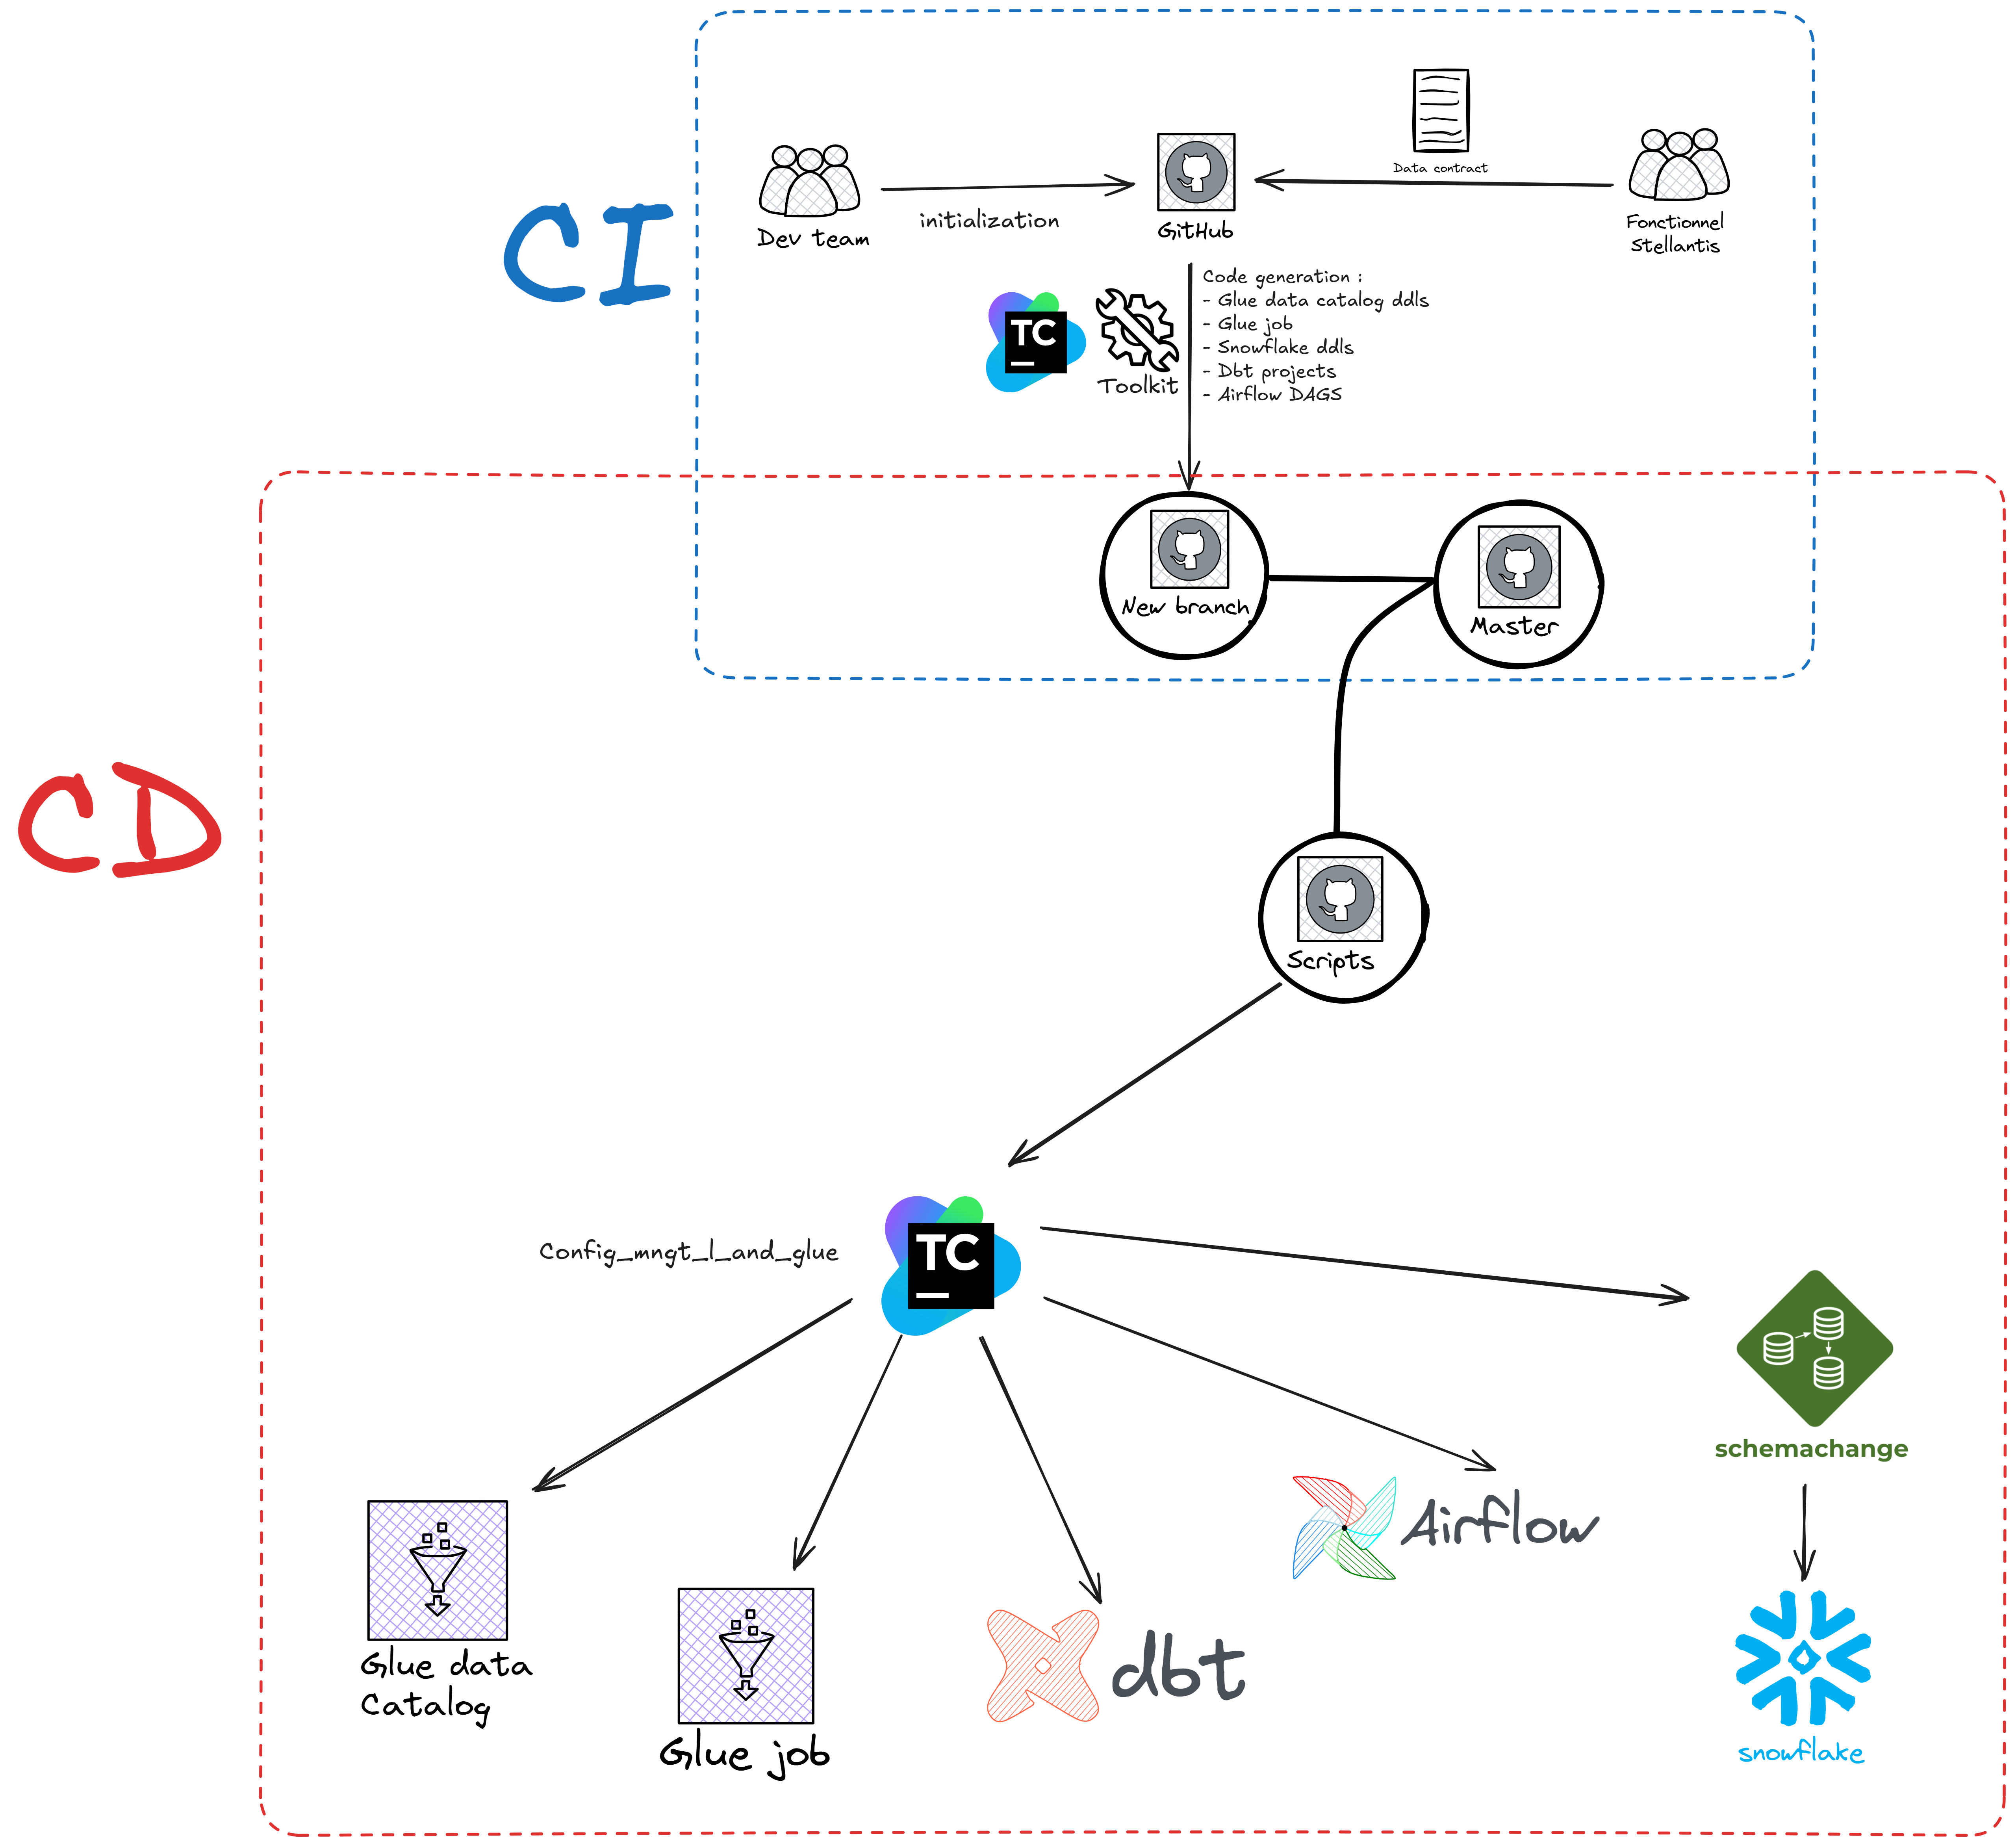 CI
Data contract
Dev team
initialization
GitHub
Fonctionnel
Stellantis
TC
Toolkit
Code generation :
- Glue data catalog ddls
- Glue job
- Snowflake ddls
- Dbt projects
- Airflow DAGS
New branch
Master
CD
Scripts
Config_mngt_l_and_glue
TC
schemachange
Airflow
Glue data
Catalog
Glue job
dbt
snowflake